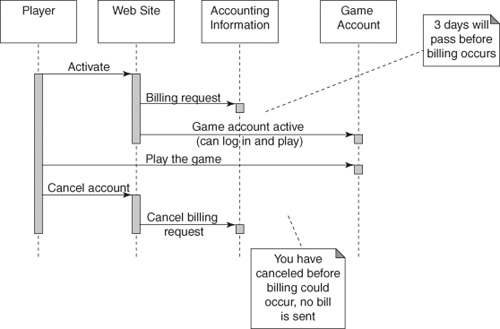 Player
Web Site
Accounting
Information
Game
Account
3 days will
pass before
billing occurs
Activate
Billing request
Game account active
(can log in and play)
Play the game
Cancel account
Cancel billing
request
You have
canceled before
billing could
occur, no bill
is sent